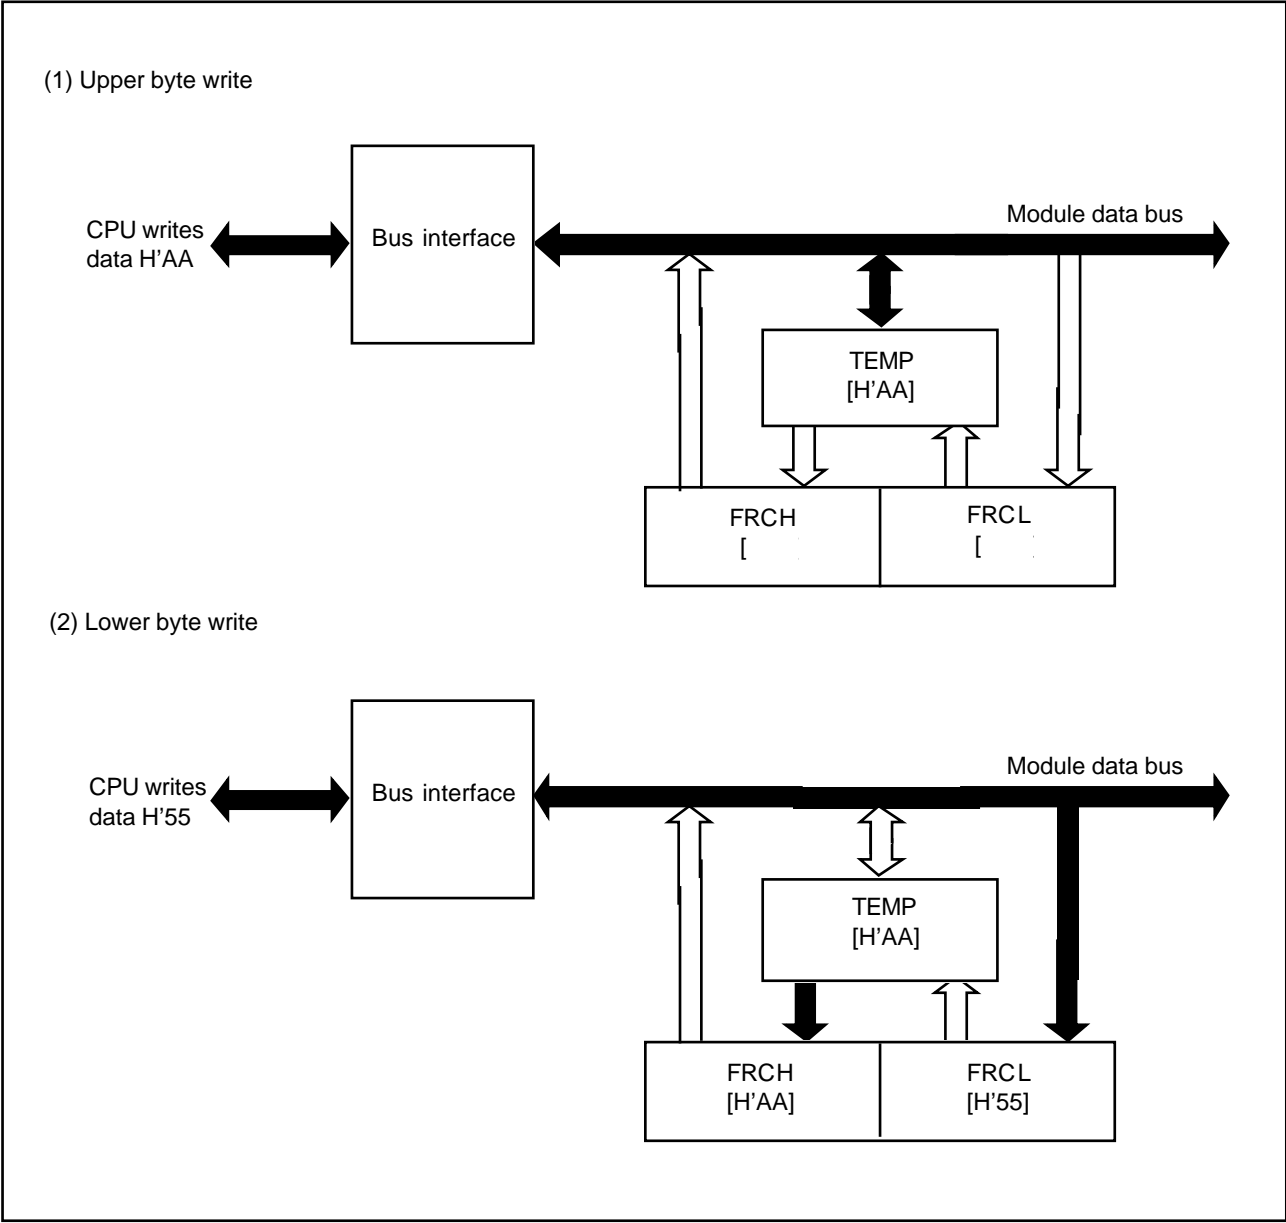 (1) Upper byte write
CPU writes
data H’AA
Bus interface
Module data bus
TEMP
[H’AA]
FRCH
[
FRCL
[
(2) Lower byte write
CPU writes
data H’55
Bus interface
Module data bus
TEMP
[H’AA]
FRCH
[H’AA]
FRCL
[H’55]